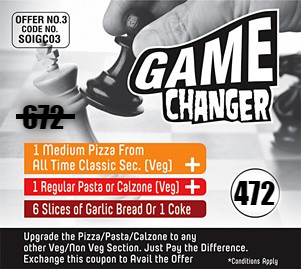 OFFER NO.3
CODE NO.
SOIGC03
GAME
CHANGER
672
1 Medium Pizza From
All Time Classic Sec. (Veg) +
1 Regular Pasta or Calzone (Veg) +
6 Slices of Garlic Bread Or 1 Coke
472
Upgrade the Pizza/Pasta/Calzone to any
other Veg/Non Veg Section. Just Pay the Difference.
Exchange this coupon to Avail the Offer
*Conditions Apply